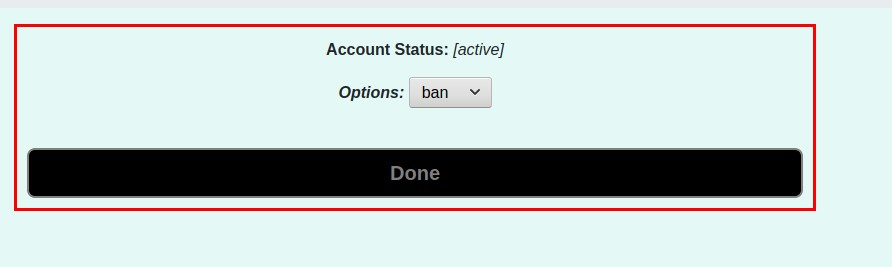 Account Status: [active]
Options: ban
Done